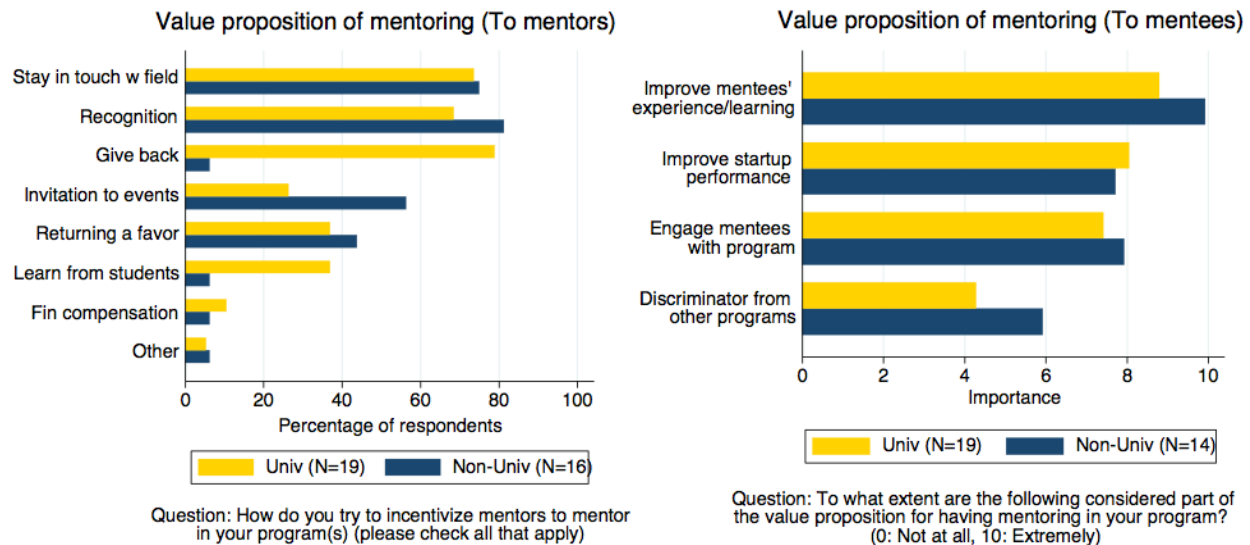 Value proposition of mentoring (To mentors)
Stay in touch w field
Recognition
Give back
Invitation to events
Returning a favor
Learn from students
Fin compensation
Other
0 20 40 60 80 100
Percentage of respondents
Univ (N=19) Non-Univ (N=16)
Question: How do you try to incentivize mentors to mentor
in your program(s) (please check all that apply)
Value proposition of mentoring (To mentees)
Improve mentees'
experience/learning
Improve startup
performance
Engage mentees
with program
Discriminator from
other programs
0 2 4 6 8 10
Importance
Univ (N=19) Non-Univ (N=14)
Question: To what extent are the following considered part of
the value proposition for having mentoring in your program?
(0: Not at all, 10: Extremely)